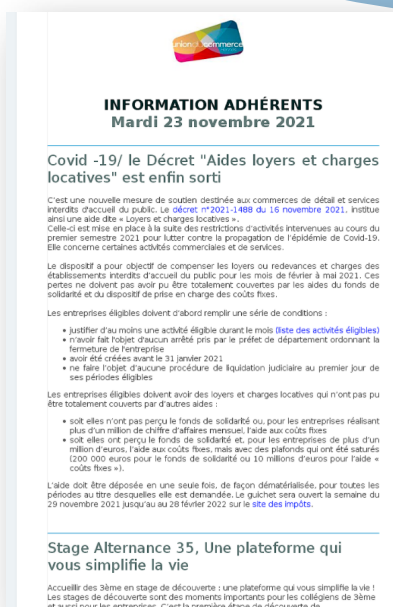 union du commerce
INFORMATION ADHÉRENTS
Mardi 23 novembre 2021
Covid -19/ le Décret "Aides loyers et charges
locatives" est enfin sorti
C'est une nouvelle mesure de soutien destinée aux commerces de détail et services
interdits d'accueil du public. Le décret n°2021-1488 du 16 novembre 2021, institue
ainsi une aide dite « Loyers et charges locatives ».
Celle-ci est mise en place à la suite des restrictions d'activités intervenues au cours du
premier semestre 2021 pour lutter contre la propagation de l'épidémie de Covid-19.
Elle concerne certaines activités commerciales et de services.
Le dispositif a pour objectif de compenser les loyers ou redevances et charges des
établissements interdits d'accueil du public pour les mois de février à mai 2021. Ces
pertes ne doivent pas avoir pu être totalement couvertes par les aides du fonds de
solidarité et du dispositif de prise en charge des coûts fixes.
Les entreprises éligibles doivent d'abord remplir une série de conditions :
• justifier d'au moins une activité éligible durant le mois (liste des activités éligibles)
• n'avoir fait l'objet d'aucun arrêté pris par le préfet de département ordonnant la
fermeture de l'entreprise
• avoir été créées avant le 31 janvier 2021
• ne faire l'objet d'aucune procédure de liquidation judiciaire au premier jour de
ses périodes éligibles
Les entreprises éligibles doivent avoir des loyers et charges locatives qui n'ont pas pu
être totalement couverts par d'autres aides :
• soit elles n'ont pas perçu le fonds de solidarité ou, pour les entreprises réalisant
plus d'un million de chiffre d'affaires mensuel, l'aide aux coûts fixes
• soit elles ont perçu le fonds de solidarité et, pour les entreprises de plus d'un
million d'euros, l'aide aux coûts fixes, mais avec des plafonds qui ont été saturés
(200 000 euros pour le fonds de solidarité ou 10 millions d'euros pour l'aide «
coûts fixes »).
L'aide doit être déposée en une seule fois, de façon dématérialisée, pour toutes les
périodes au titre desquelles elle est demandée. Le guichet sera ouvert la semaine du
29 novembre 2021 jusqu'au au 28 février 2022 sur le site des impôts.
Stage Alternance 35, Une plateforme qui
vous simplifie la vie
Accueillir des 3ème en stage de découverte : une plateforme qui vous simplifie la vie !
Les stages de découverte sont des moments importants pour les collégiens de 3ème
et aussi pour les entreprises. C'est la première étape de découverte de